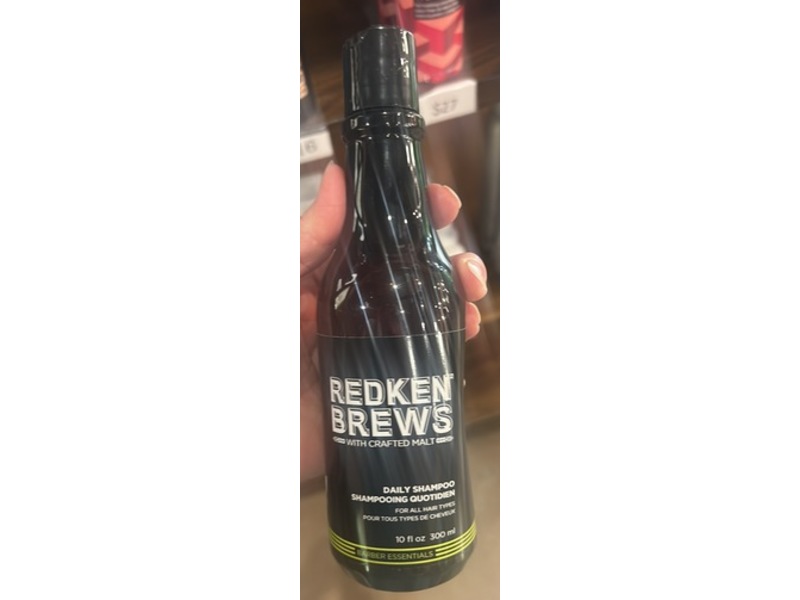 $27
16
REDKEN
BREWS
WITH CRAFTED MALT
DAILY SHAMPOO
SHAMPOOING QUOTIDIEN
FOR ALL HAIR TYPES
POUR TOUS TYPES DE CHEVEUX
10 fl oz 300 ml
BARBER ESSENTIALS